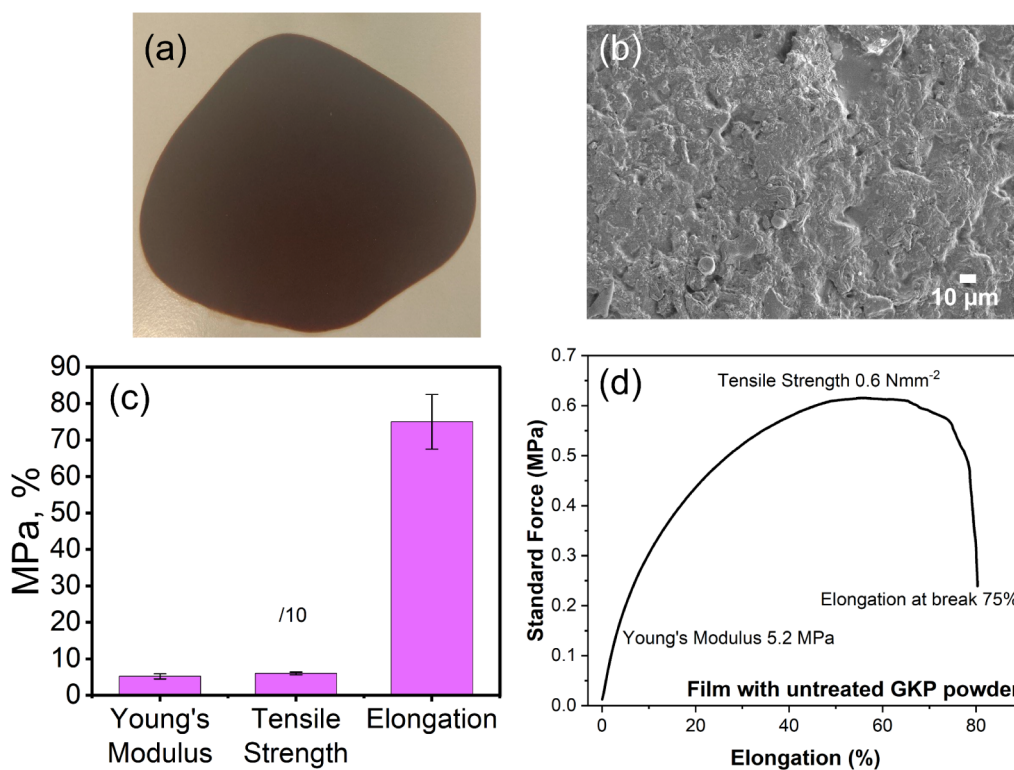 (a)
(b)
10 µm
(c)
MPa, %
90
80
70
60
50
40
30
20
10
0
/10
Young's
Modulus
Tensile
Strength
Elongation
(d)
Standard Force (MPa)
0.7
0.6
0.5
0.4
0.3
0.2
0.1
0.0
Tensile Strength 0.6 Nmm⁻²
Elongation at break 75%
Young's Modulus 5.2 MPa
Film with untreated GKP powder
0
20
40
60
80
Elongation (%)